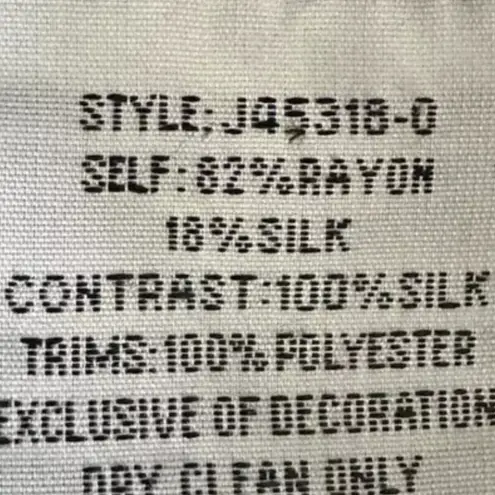 STYLE:J45318-0
SELF:82%RAYON
18%SILK
CONTRAST:100%SILK
TRIMS:100% POLYESTER
EXCLUSIVE OF DECORATION
DRY CLEAN ONLY